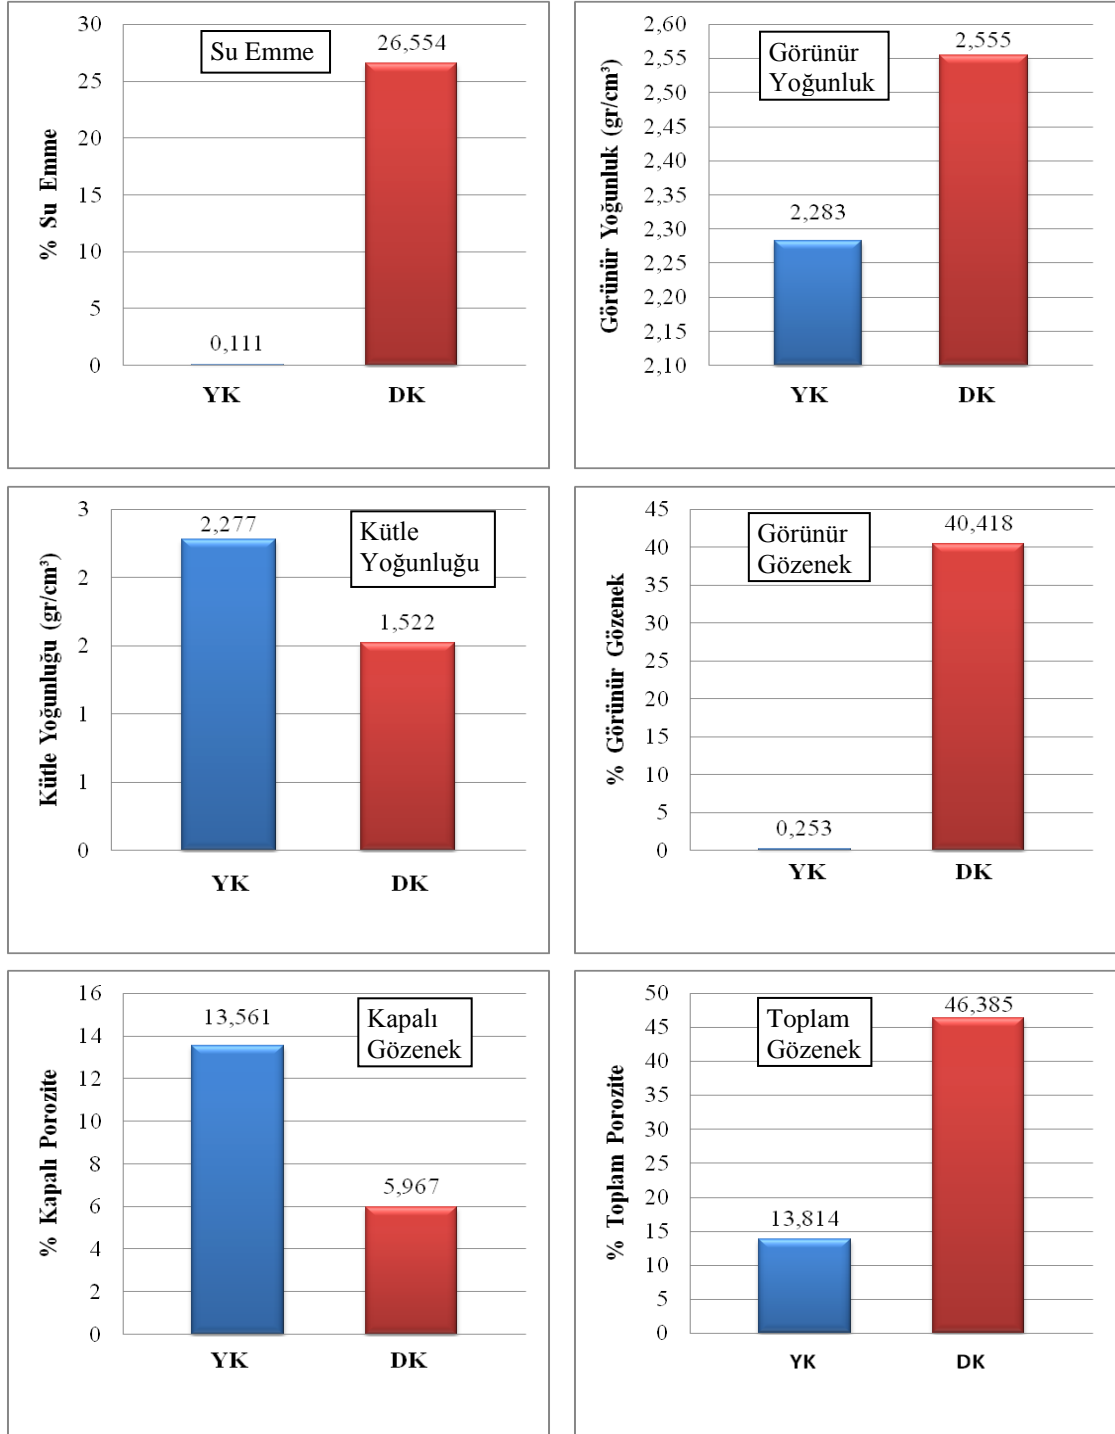 % Su Emme
30
25
20
15
10
5
0
Su Emme
0,111
26,554
YK
DK
Görünür Yoğunluk (gr/cm³)
2,60
2,55
2,50
2,45
2,40
2,35
2,30
2,25
2,20
2,15
2,10
Görünür
Yoğunluk
2,283
2,555
YK
DK
Kütle Yoğunluğu (gr/cm³)
3
2
2
1
1
0
Kütle
Yoğunluğu
2,277
1,522
YK
DK
% Görünür Gözenek
45
40
35
30
25
20
15
10
5
0
Görünür
Gözenek
0,253
40,418
YK
DK
% Kapalı Porozite
16
14
12
10
8
6
4
2
0
Kapalı
Gözenek
13,561
5,967
YK
DK
% Toplam Porozite
50
45
40
35
30
25
20
15
10
5
0
Toplam
Gözenek
13,814
46,385
YK
DK